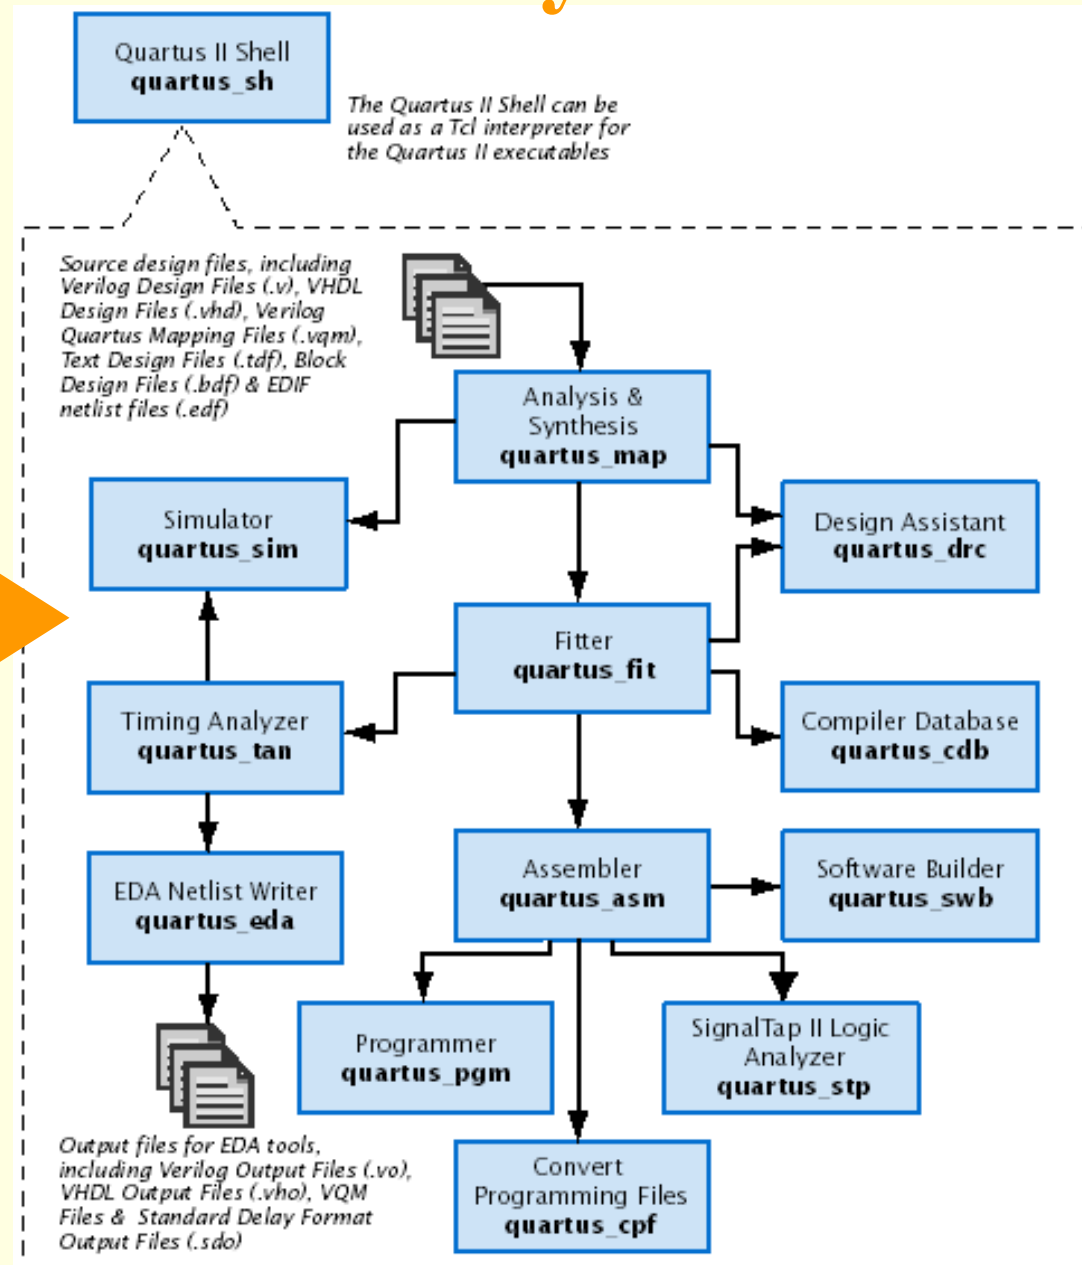 Quartus II Shell
quartus_sh
The Quartus II Shell can be
used as a Tcl interpreter for
the Quartus II executables
Source design files, including
Verilog Design Files (.v), VHDL
Design Files (.vhd), Verilog
Quartus Mapping Files (.vqm),
Text Design Files (.tdf), Block
Design Files (.bdf) & EDIF
netlist files (.edf)
Analysis &
Synthesis
quartus_map
Simulator
quartus_sim
Design Assistant
quartus_drc
Fitter
quartus_fit
Timing Analyzer
quartus_tan
Compiler Database
quartus_cdb
EDA Netlist Writer
quartus_eda
Assembler
quartus_asm
Software Builder
quartus_swb
Programmer
quartus_pgm
SignalTap II Logic
Analyzer
quartus_stp
Output files for EDA tools,
including Verilog Output Files (.vo),
VHDL Output Files (.vho), VQM
Files & Standard Delay Format
Output Files (.sdo)
Convert
Programming Files
quartus_cpf